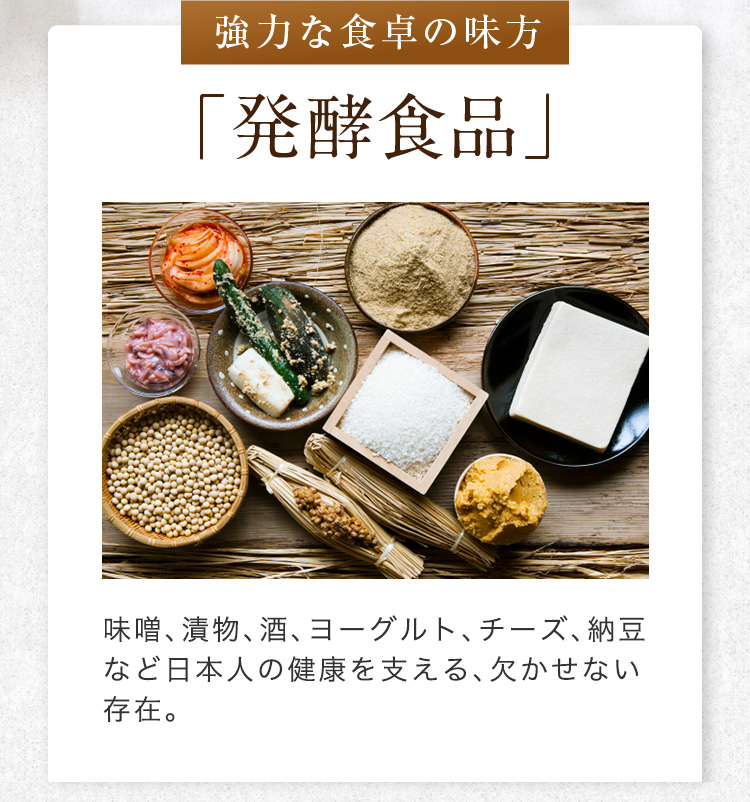 強力な食卓の味方
「発酵食品」
味噌、漬物、酒、ヨーグルト、チーズ、納豆
など日本人の健康を支える、欠かせない
存在。